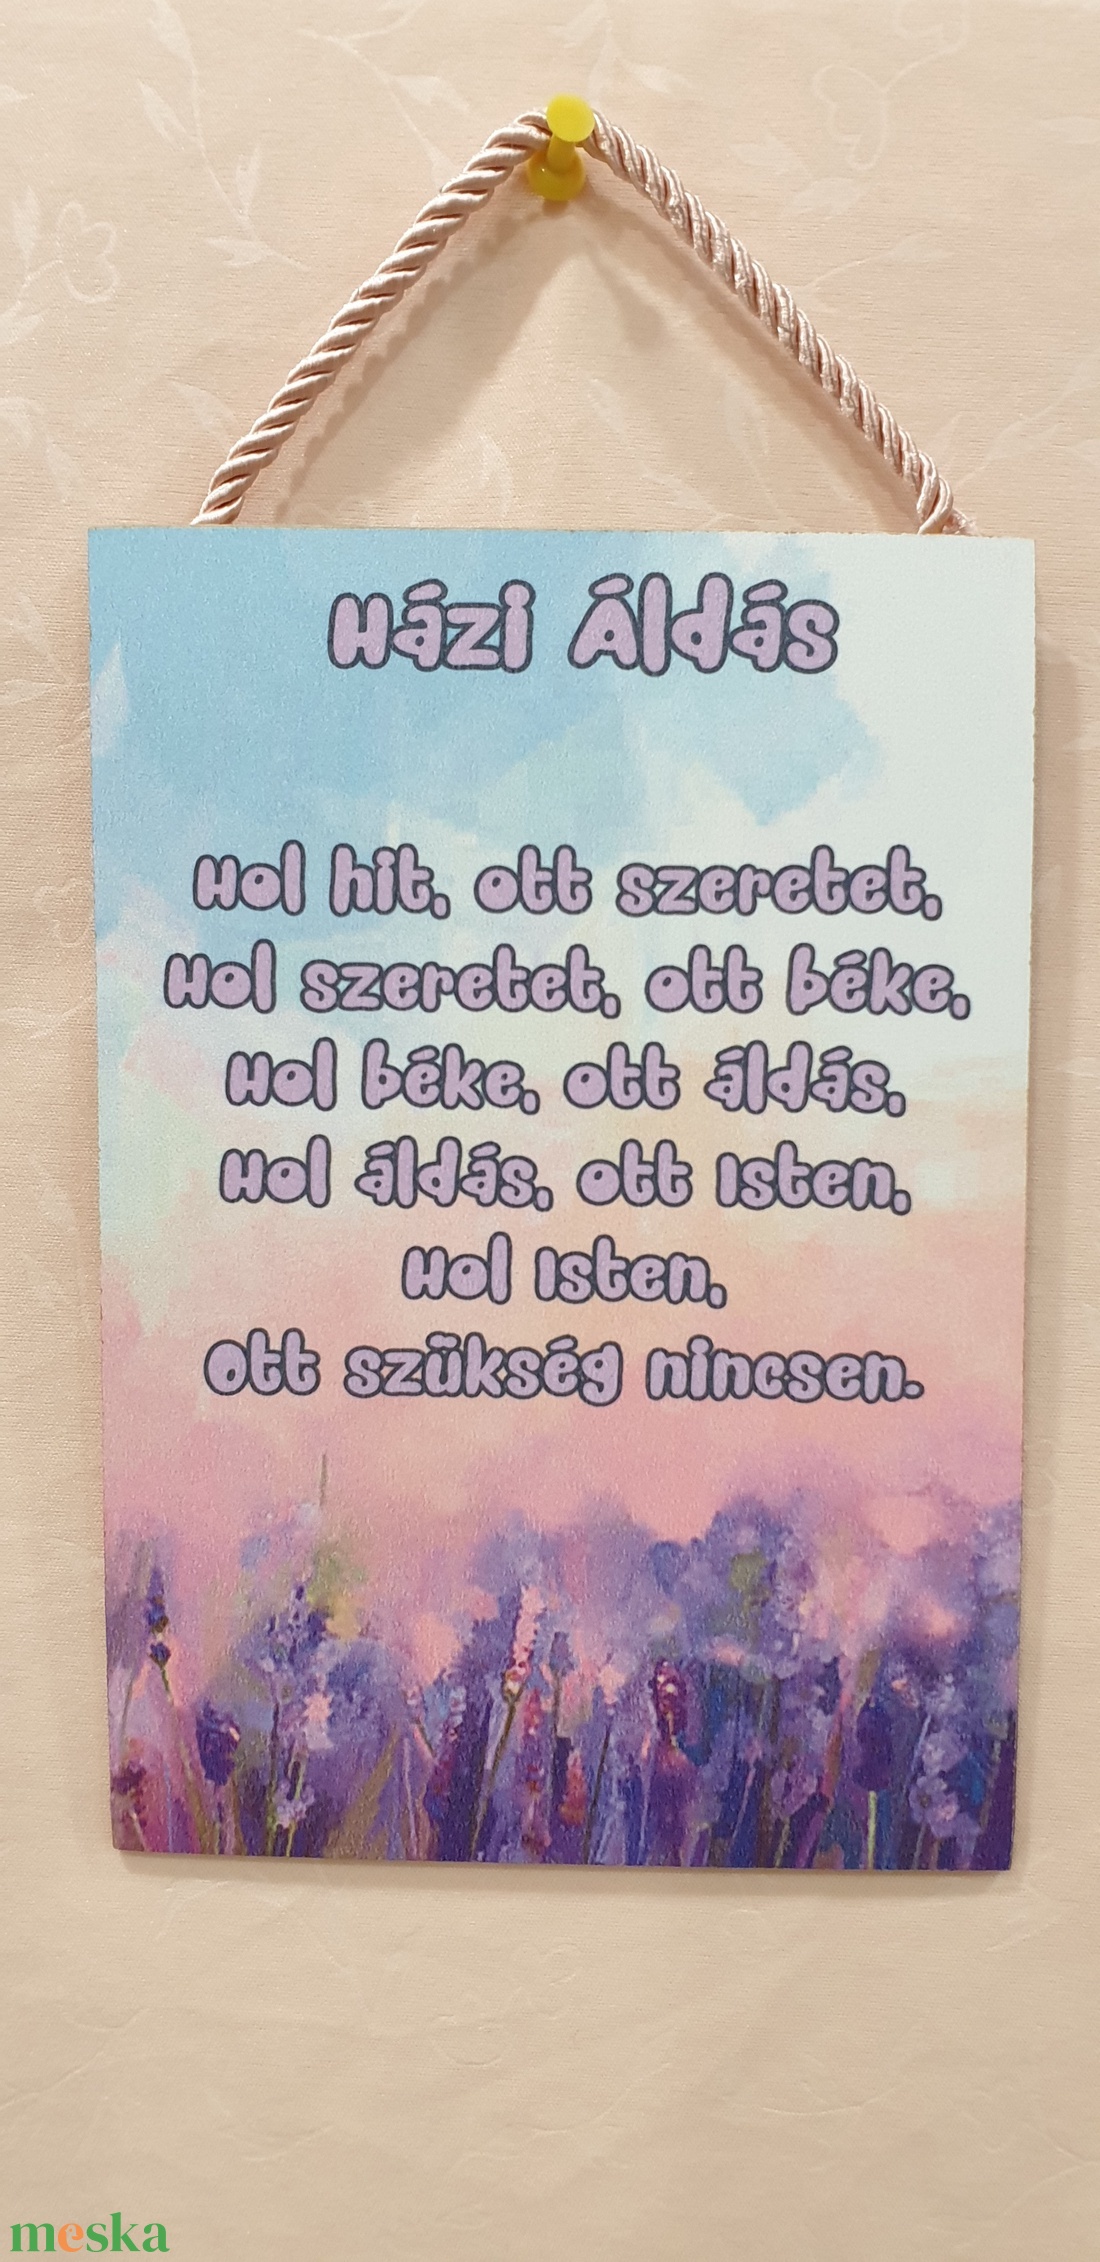 Házi Áldás
Hol hit, ott szeretet,
Hol szeretet, ott béke,
Hol béke, ott áldás,
Hol áldás, ott Isten,
Hol Isten,
Ott szükség nincsen.
meska